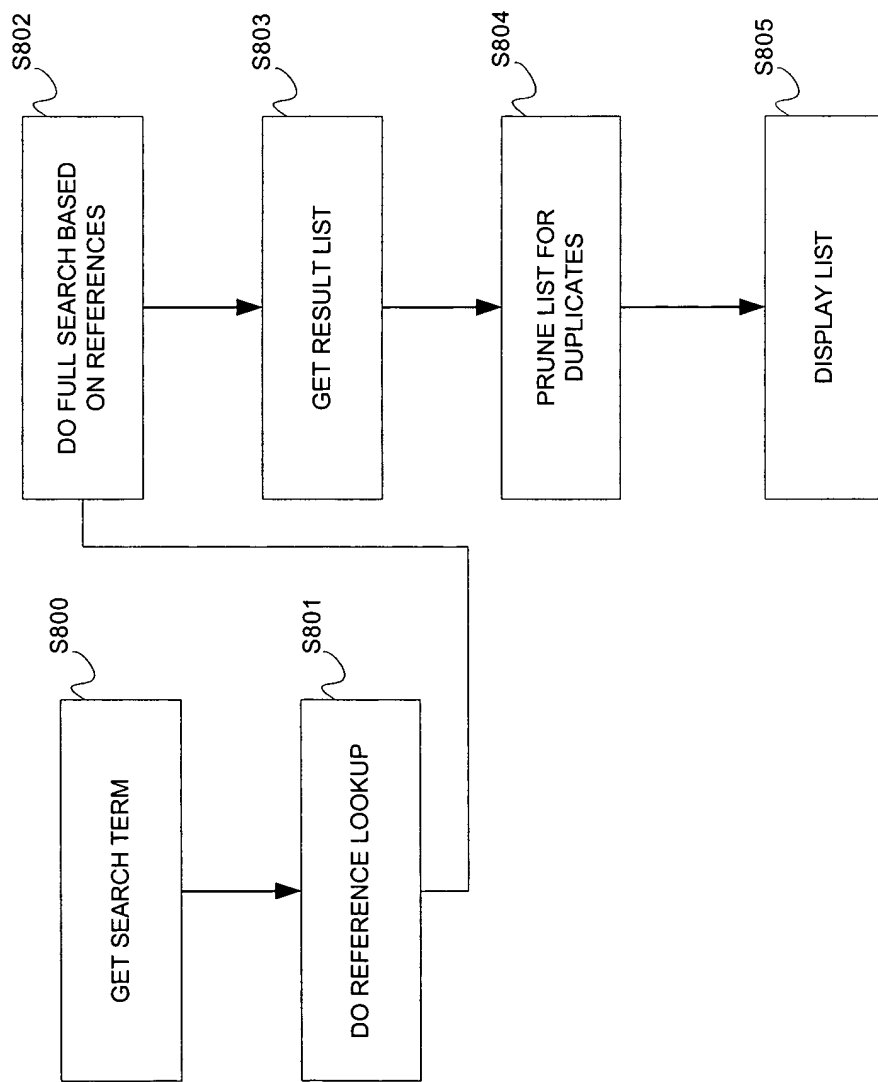 S800
GET SEARCH TERM
S801
DO REFERENCE LOOKUP
S802
DO FULL SEARCH BASED
ON REFERENCES
S803
GET RESULT LIST
S804
PRUNE LIST FOR
DUPLICATES
S805
DISPLAY LIST